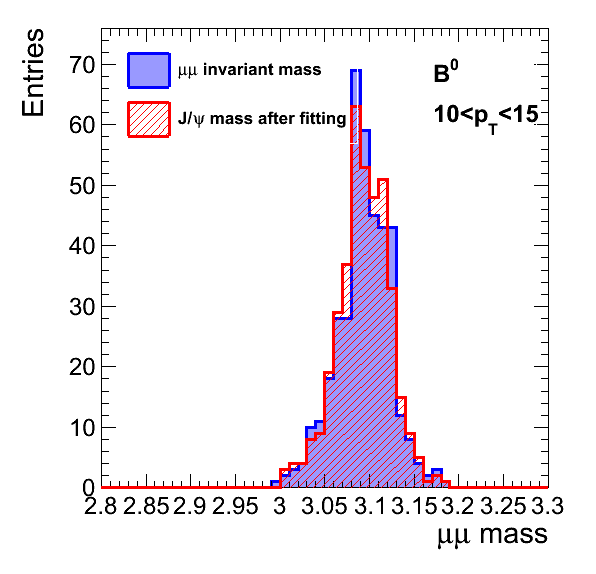 Entries
70
60
50
40
30
20
10
0
μμ invariant mass
J/ψ mass after fitting
B⁰
10<p_T<15
2.8 2.85 2.9 2.95 3 3.05 3.1 3.15 3.2 3.25 3.3
μμ mass